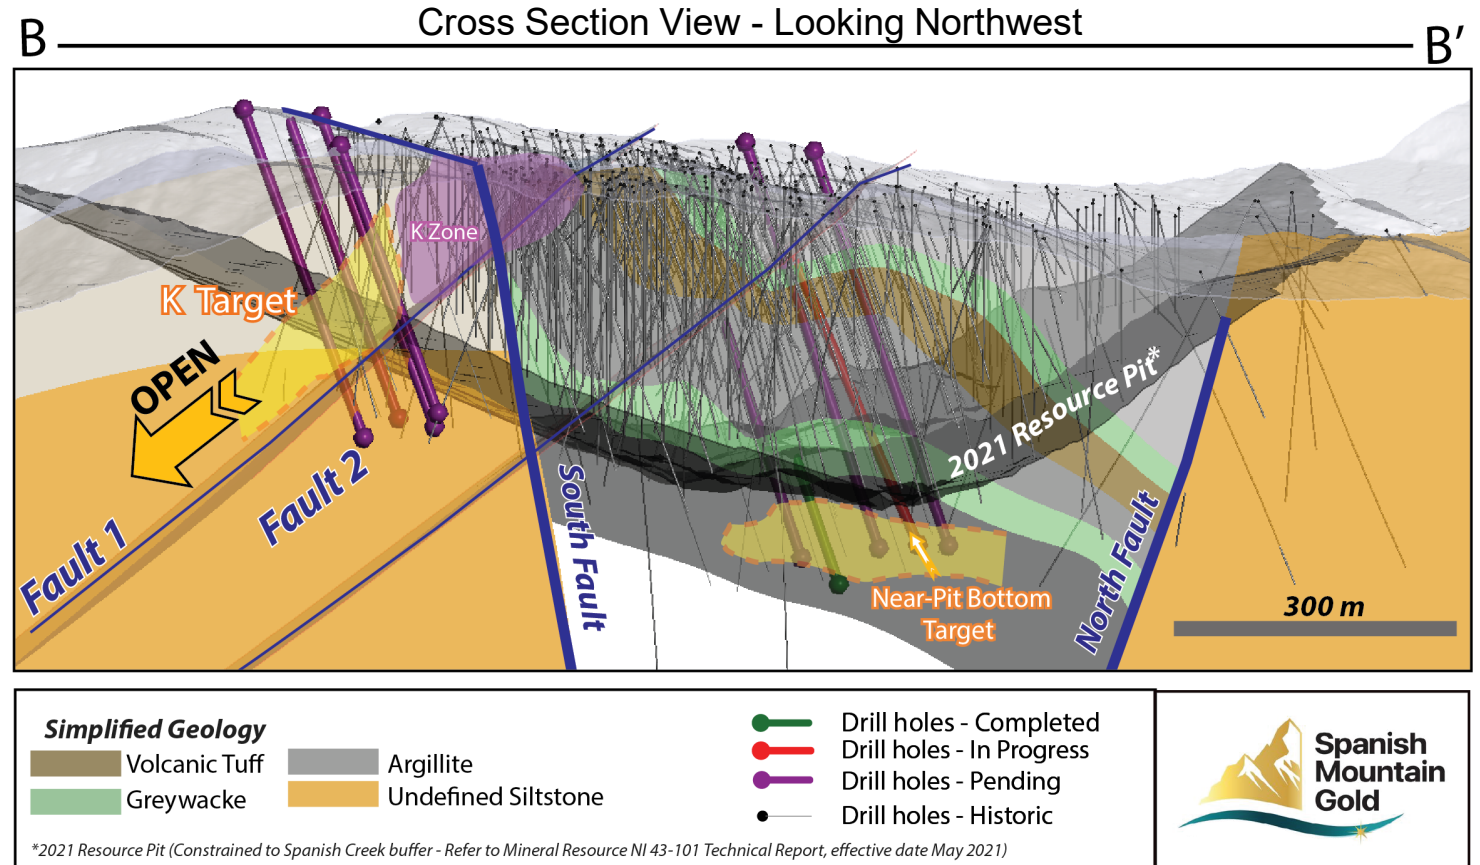 Cross Section View - Looking Northwest
B
B'
K Zone
K Target
OPEN
2021 Resource Pit*
Fault 2
Fault 1
South Fault
North Fault
Near-Pit Bottom
Target
300 m
Simplified Geology
Volcanic Tuff
Argillite
Greywacke
Undefined Siltstone
Drill holes - Completed
Drill holes - In Progress
Drill holes - Pending
Drill holes - Historic
Spanish
Mountain
Gold
*2021 Resource Pit (Constrained to Spanish Creek buffer - Refer to Mineral Resource NI 43-101 Technical Report, effective date May 2021)